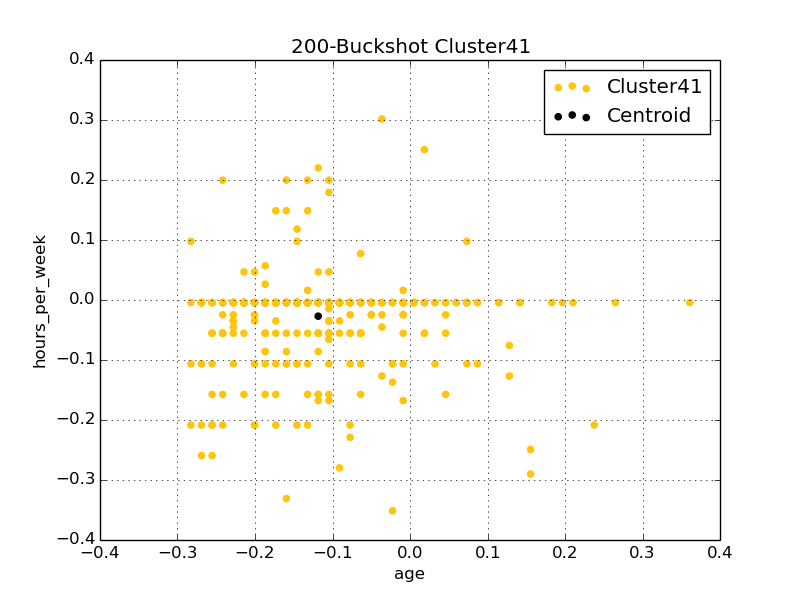 200-Buckshot Cluster41
Cluster41
Centroid
0.4
0.3
0.2
0.1
0.0
−0.1
−0.2
−0.3
−0.4
hours_per_week
−0.4 −0.3 −0.2 −0.1 0.0 0.1 0.2 0.3 0.4
age